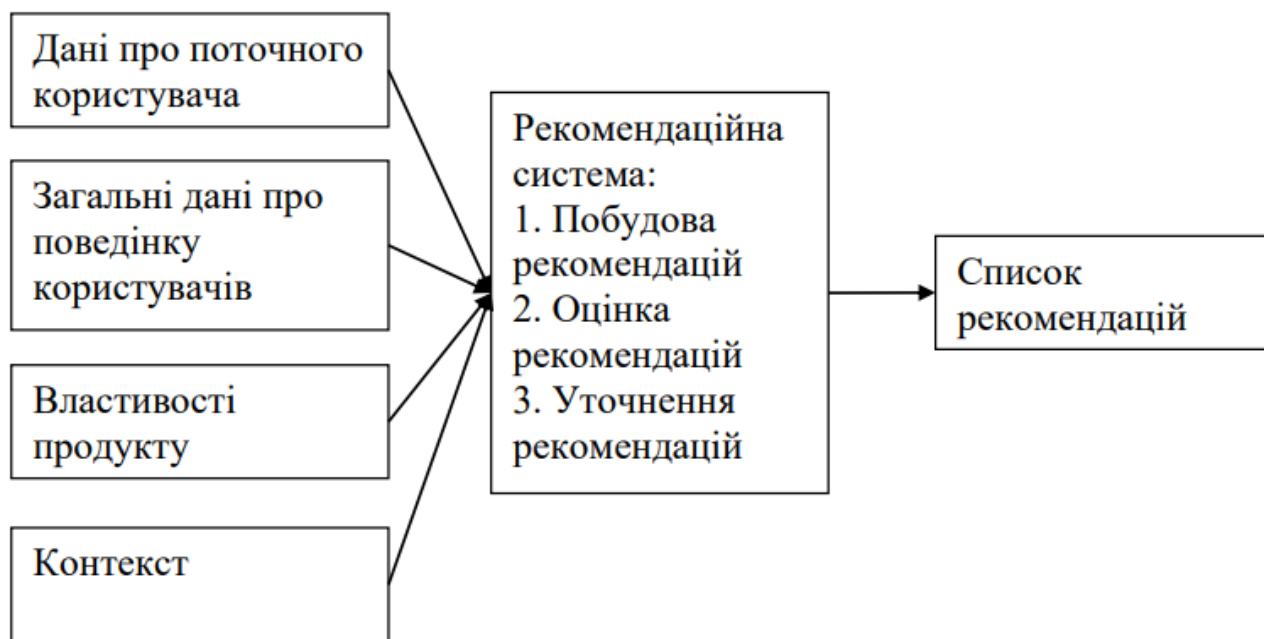 Дані про поточного
користувача
Загальні дані про
поведінку
користувачів
Властивості
продукту
Контекст
Рекомендаційна
система:
1. Побудова
рекомендацій
2. Оцінка
рекомендацій
3. Уточнення
рекомендацій
Список
рекомендацій